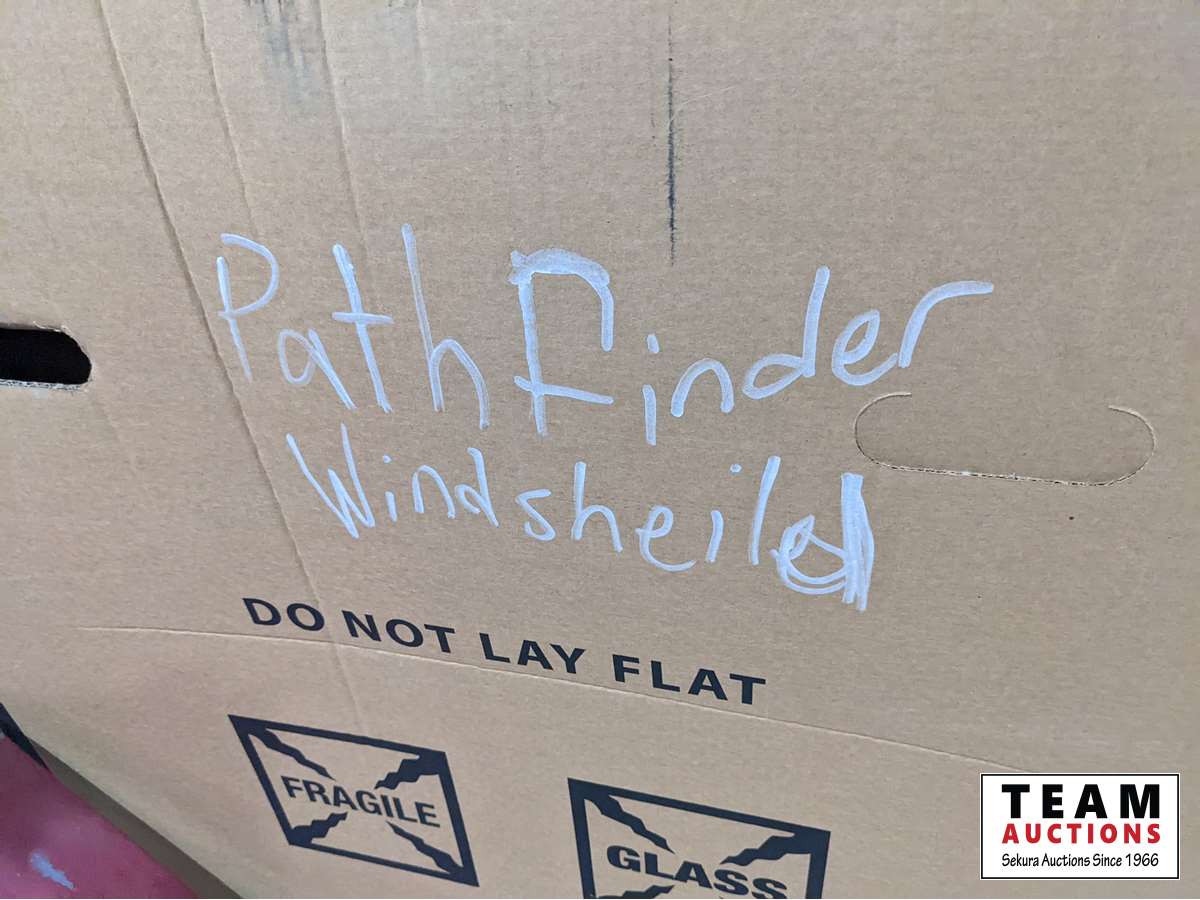 Pathfinder
Windsheild
DO NOT LAY FLAT
FRAGILE
GLASS
TEAM
AUCTIONS
Sekura Auctions Since 1966